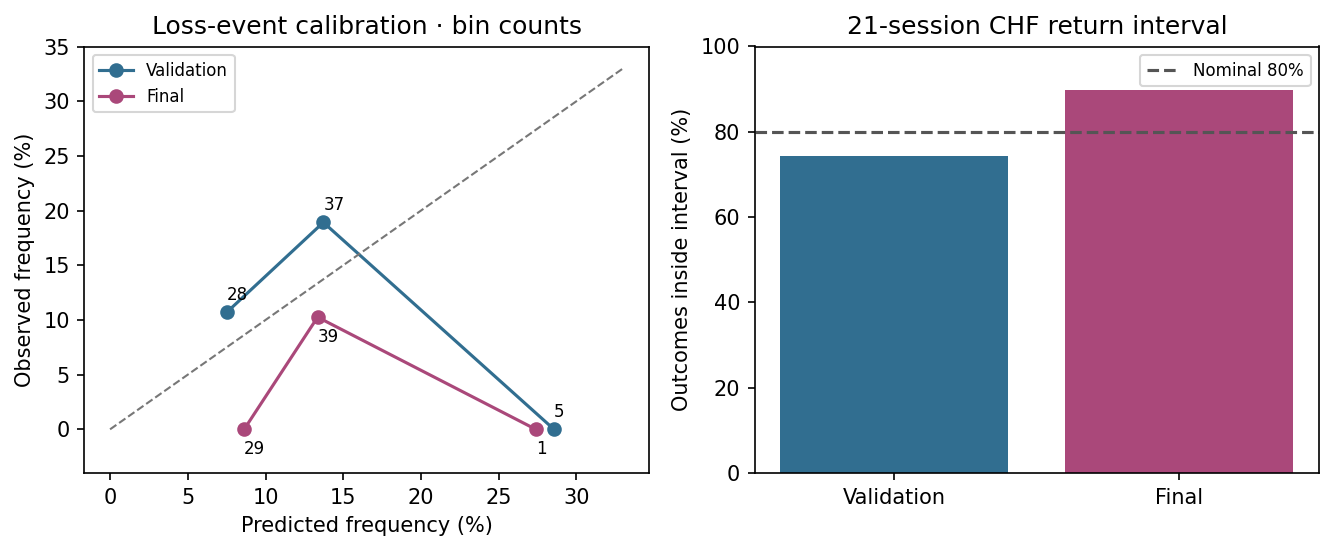 Loss-event calibration · bin counts
Observed frequency (%)
35
30
25
20
15
10
5
0
Validation
Final
28
37
5
29
39
1
0
5
10
15
20
25
30
Predicted frequency (%)
21-session CHF return interval
Outcomes inside interval (%)
100
80
60
40
20
0
Nominal 80%
Validation
Final